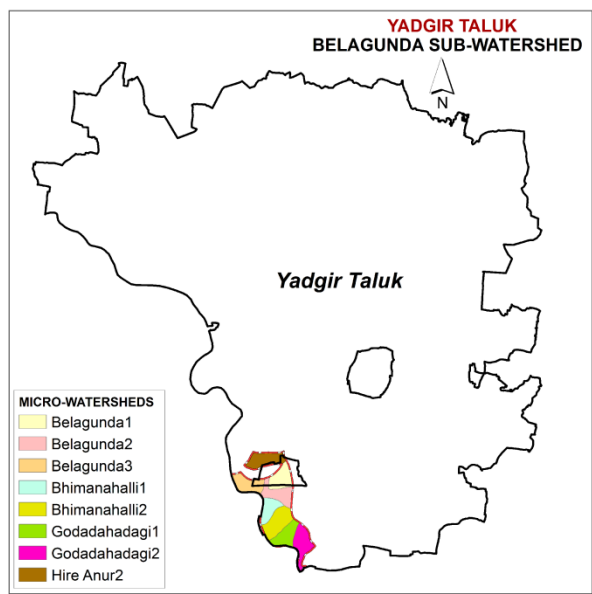 YADGIR TALUK
BELAGUNDA SUB-WATERSHED
N
Yadgir Taluk
MICRO-WATERSHEDS
Belagunda1
Belagunda2
Belagunda3
Bhimanahalli1
Bhimanahalli2
Godadahadagi1
Godadahadagi2
Hire Anur2